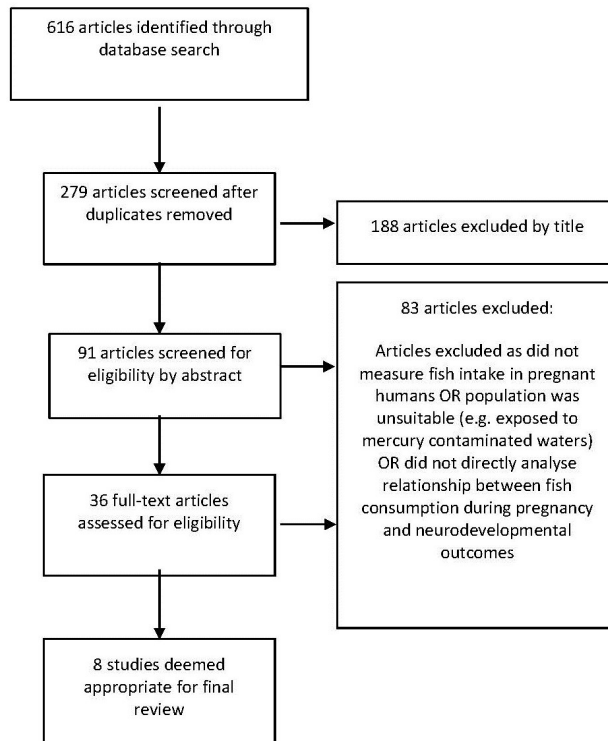 616 articles identified through
database search
279 articles screened after
duplicates removed
188 articles excluded by title
91 articles screened for
eligibility by abstract
83 articles excluded:
Articles excluded as did not
measure fish intake in pregnant
humans OR population was
unsuitable (e.g. exposed to
mercury contaminated waters)
OR did not directly analyse
relationship between fish
consumption during pregnancy
and neurodevelopmental
outcomes
36 full-text articles
assessed for eligibility
8 studies deemed
appropriate for final
review